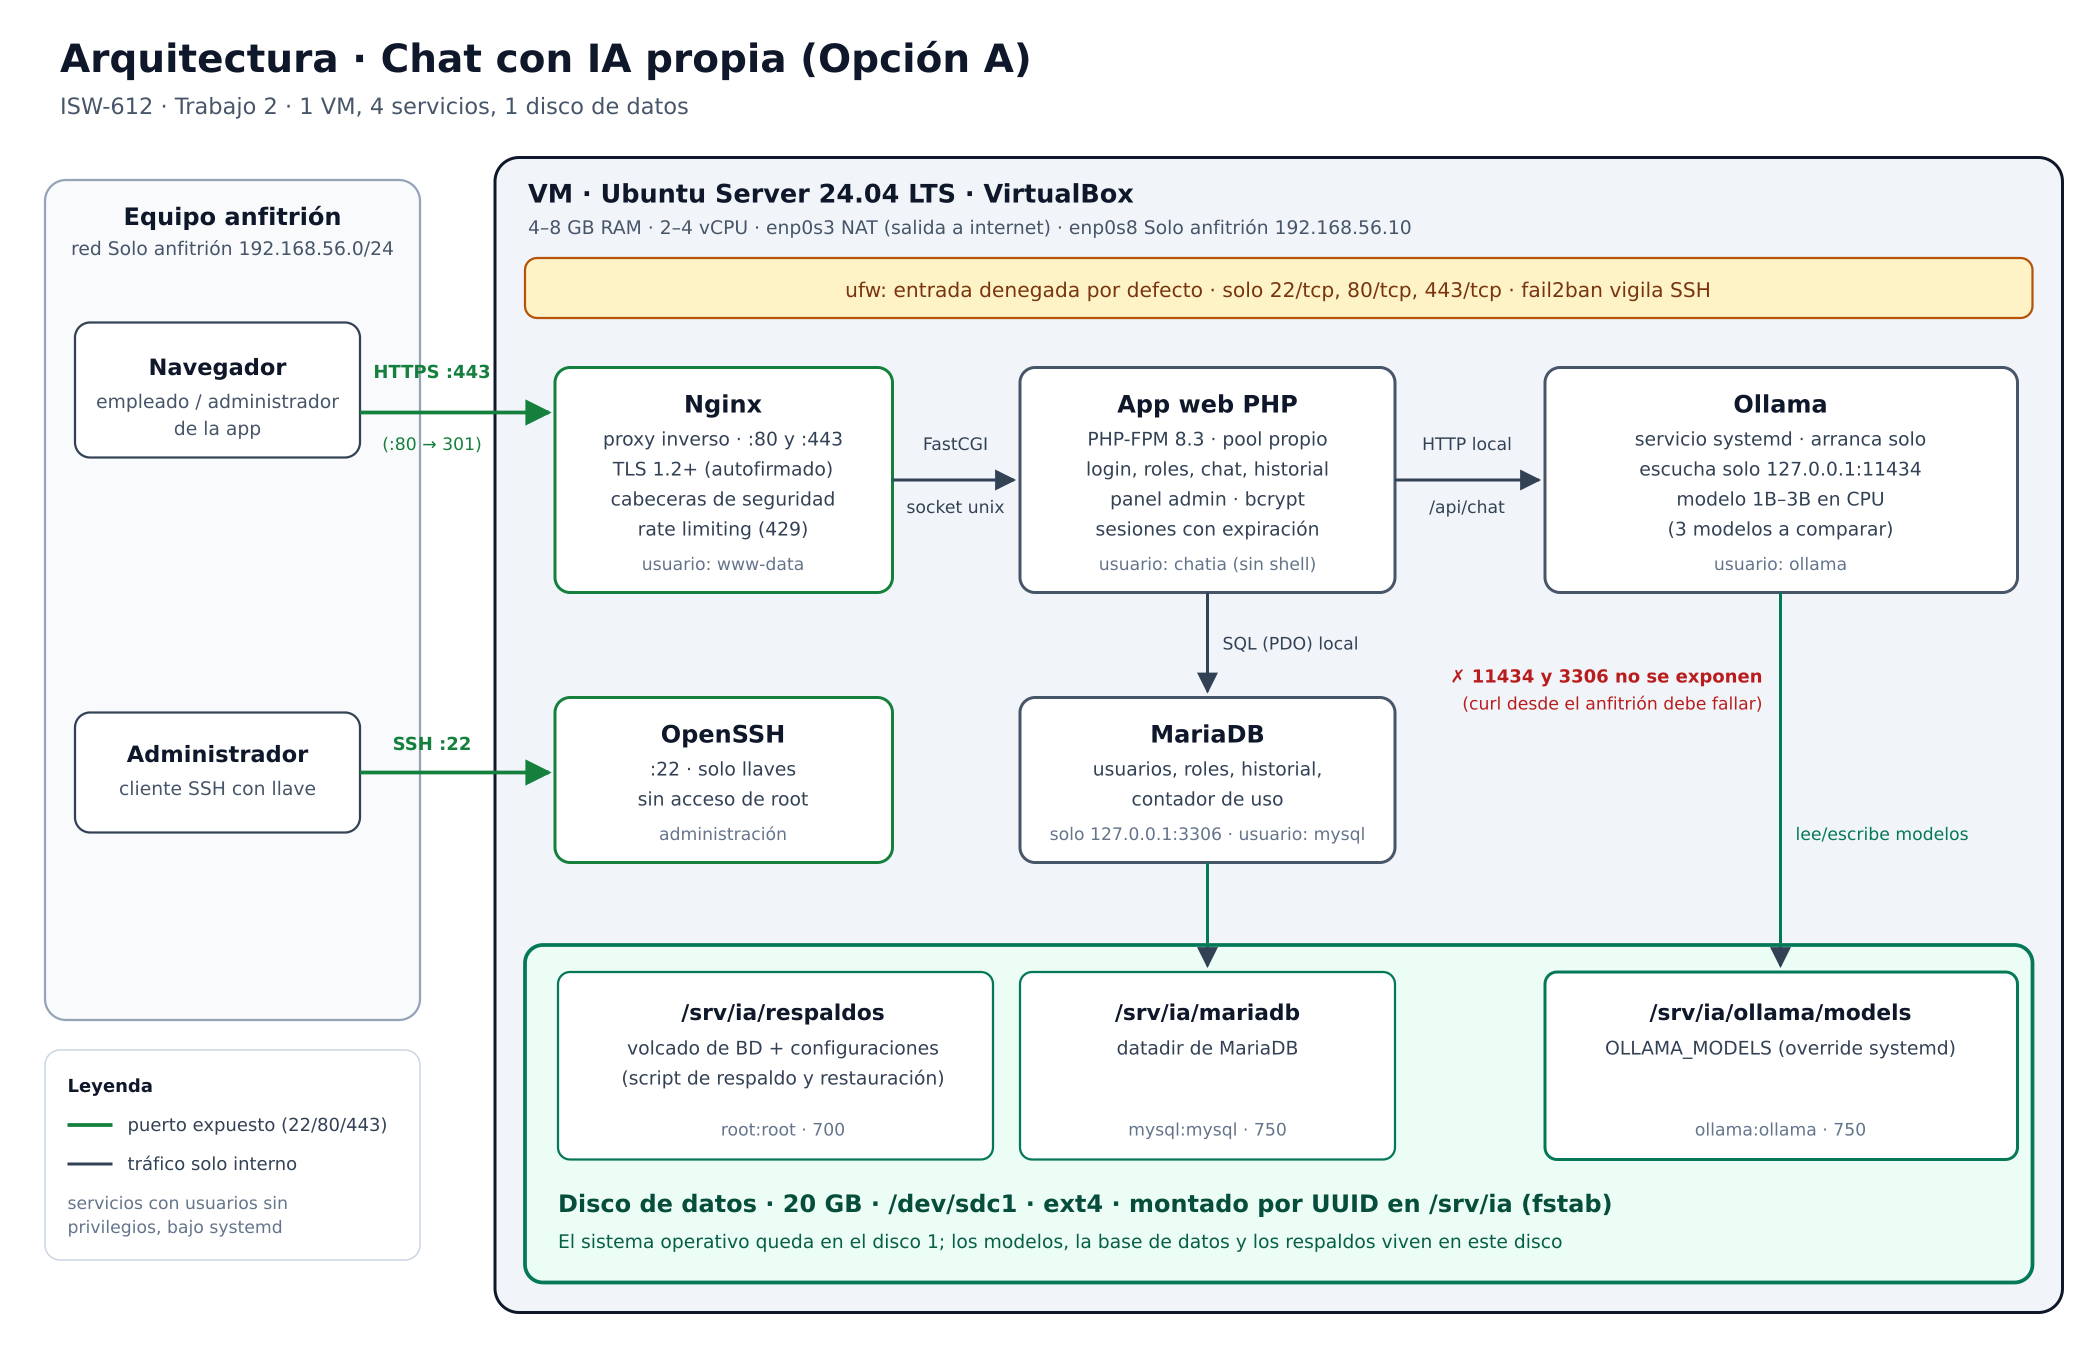 Arquitectura · Chat con IA propia (Opción A)
ISW-612 · Trabajo 2 · 1 VM, 4 servicios, 1 disco de datos
Equipo anfitrión
red Solo anfitrión 192.168.56.0/24
Navegador
empleado / administrador
de la app
HTTPS :443
(:80 → 301)
Administrador
cliente SSH con llave
SSH :22
Leyenda
puerto expuesto (22/80/443)
tráfico solo interno
servicios con usuarios sin
privilegios, bajo systemd
VM · Ubuntu Server 24.04 LTS · VirtualBox
4–8 GB RAM · 2–4 vCPU · enp0s3 NAT (salida a internet) · enp0s8 Solo anfitrión 192.168.56.10
ufw: entrada denegada por defecto · solo 22/tcp, 80/tcp, 443/tcp · fail2ban vigila SSH
Nginx
proxy inverso · :80 y :443
TLS 1.2+ (autofirmado)
cabeceras de seguridad
rate limiting (429)
usuario: www-data
FastCGI
socket unix
App web PHP
PHP-FPM 8.3 · pool propio
login, roles, chat, historial
panel admin · bcrypt
sesiones con expiración
usuario: chatia (sin shell)
HTTP local
/api/chat
Ollama
servicio systemd · arranca solo
escucha solo 127.0.0.1:11434
modelo 1B–3B en CPU
(3 modelos a comparar)
usuario: ollama
SQL (PDO) local
✗ 11434 y 3306 no se exponen
(curl desde el anfitrión debe fallar)
OpenSSH
:22 · solo llaves
sin acceso de root
administración
MariaDB
usuarios, roles, historial,
contador de uso
solo 127.0.0.1:3306 · usuario: mysql
lee/escribe modelos
/srv/ia/respaldos
volcado de BD + configuraciones
(script de respaldo y restauración)
root:root · 700
/srv/ia/mariadb
datadir de MariaDB
mysql:mysql · 750
/srv/ia/ollama/models
OLLAMA_MODELS (override systemd)
ollama:ollama · 750
Disco de datos · 20 GB · /dev/sdc1 · ext4 · montado por UUID en /srv/ia (fstab)
El sistema operativo queda en el disco 1; los modelos, la base de datos y los respaldos viven en este disco